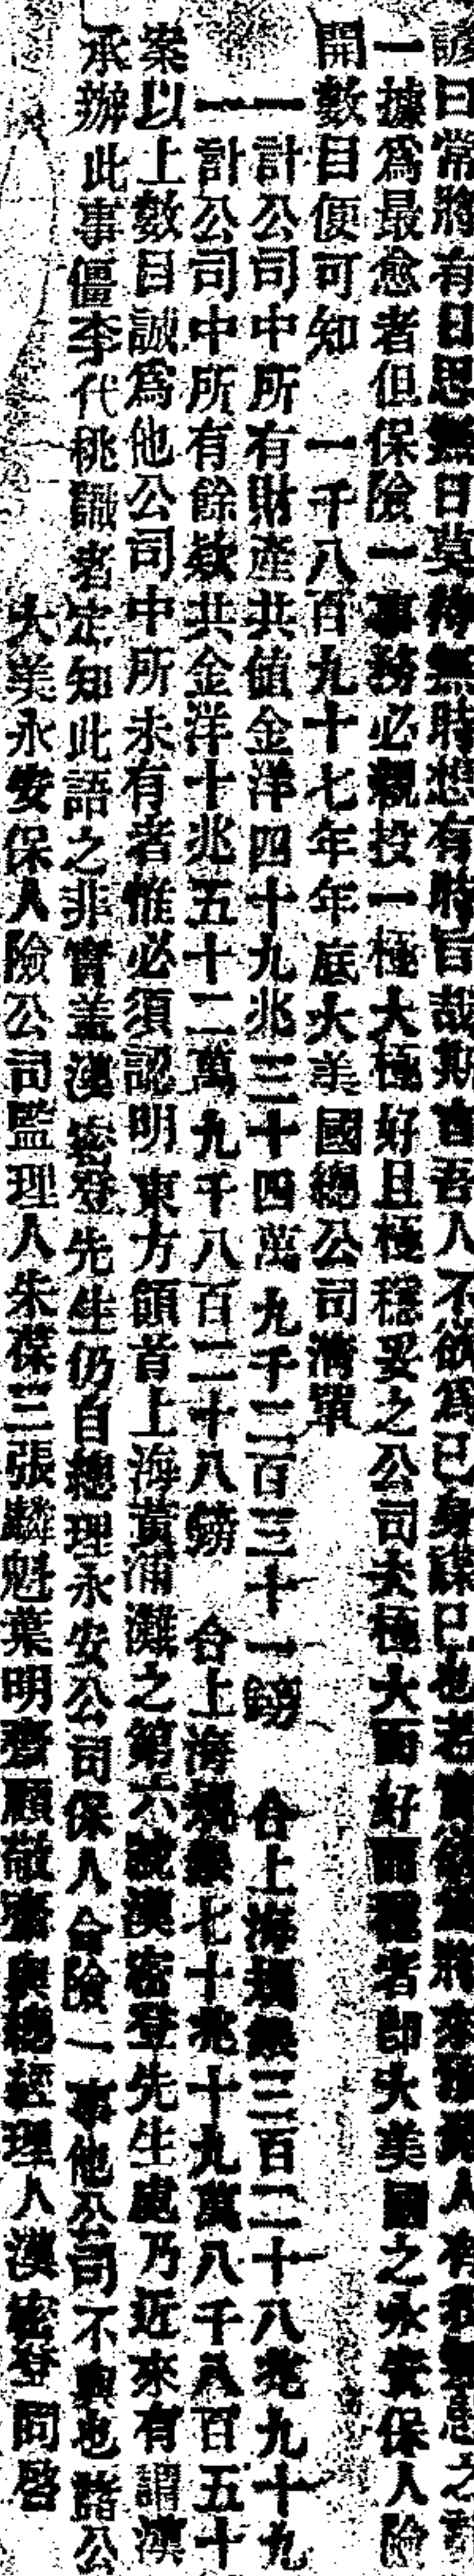 諺曰常將有日思無日莫待無時想有時旨哉斯言吾人不欲爲已身謀已也若 將來 人有我
一據爲最愈者但保險一事務必親投一極大極好且極穩妥之公司夫極大而好而穩者卽大美國之永安保人險
開數目便可知　一千八百九十七年年底大美國總公司清單
一計公司中所有財產共値金洋四十九兆三十四萬九千二百三十一鎊　合上海規銀三百二十八兆九十九
一計公司中所有餘欵共金洋十兆五十二萬九千八百二十八鎊　合上海規銀七十兆十九萬八千八百五十
案以上數目誠爲他公司中所未有者惟必須認明東方領首上海黃浦灘之第六號漢密登先生處乃近來有謂漢
承辦此事僵李代桃識者定知此語之非實盖漢密登先生仍自總理永安公司保人合險一事他公司不與也諸公
大美永安保人險公司監理人朱葆三張麟魁葉明齋顧敬齋與總經理人漢密登同啓